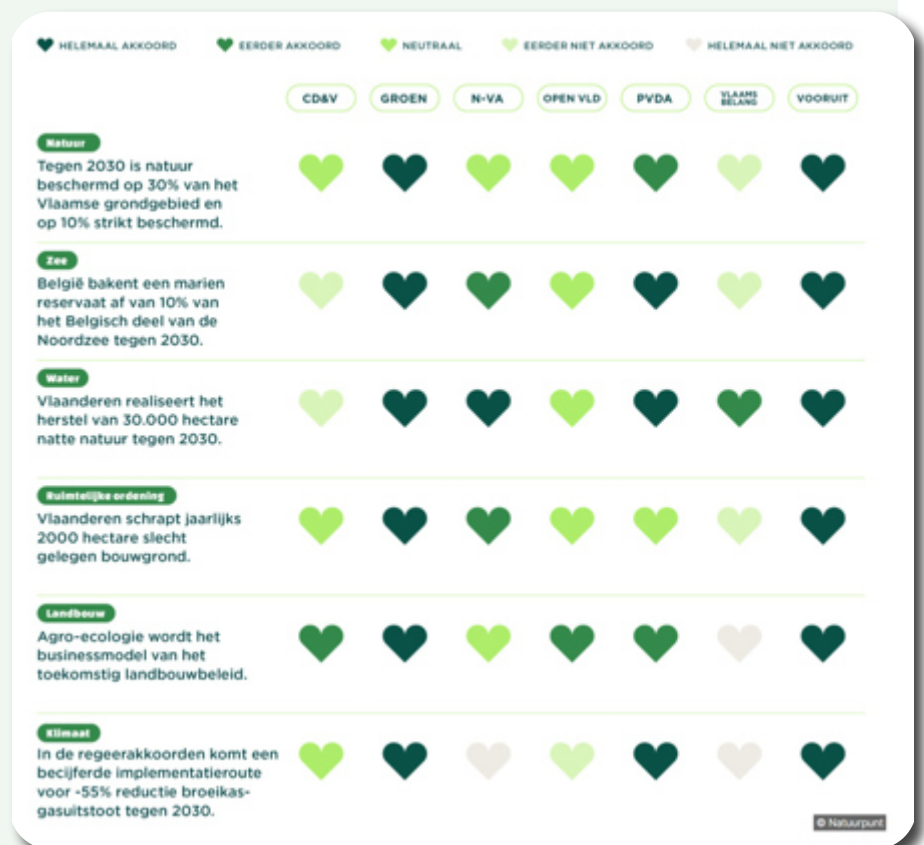 HELEMAAL AKKOORD
EERDER AKKOORD
NEUTRAAL
EERDER NIET AKKOORD
HELEMAAL NIET AKKOORD
CD&V
GROEN
N-VA
OPEN VLD
PVDA
VLAAMS
BELANG
VOORUIT
Natuur
Tegen 2030 is natuur
beschermd op 30% van het
Vlaamse grondgebied en
op 10% strikt beschermd.
Zee
België bakent een marien
reservaat af van 10% van
het Belgisch deel van de
Noordzee tegen 2030.
Water
Vlaanderen realiseert het
herstel van 30.000 hectare
natte natuur tegen 2030.
Ruimtelijke ordening
Vlaanderen schrapt jaarlijks
2000 hectare slecht
gelegen bouwgrond.
Landbouw
Agro-ecologie wordt het
businessmodel van het
toekomstig landbouwbeleid.
Klimaat
In de regeerakkoorden komt een
becijferde implementatieroute
voor -55% reductie broeikas-
gasuitstoot tegen 2030.
© Natuurpunt